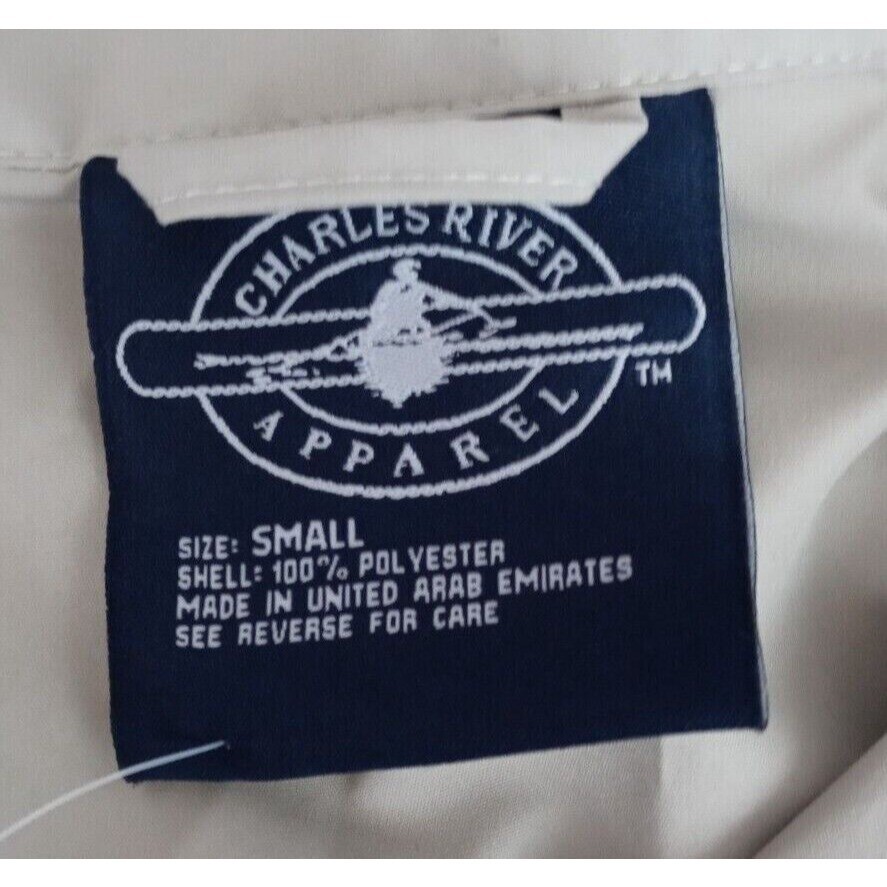 CHARLES RIVER
APPAREL
TM
SIZE: SMALL
SHELL: 100% POLYESTER
MADE IN UNITED ARAB EMIRATES
SEE REVERSE FOR CARE